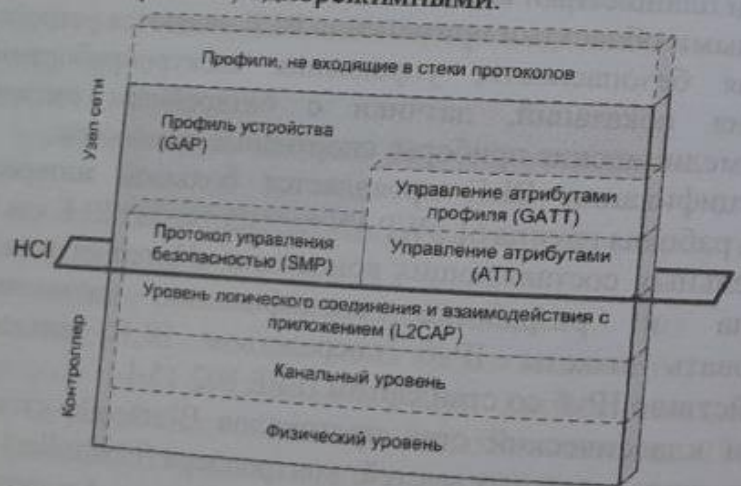 Профили, не входящие в стеки протоколов
Узел сети
Профиль устройства
(GAP)
Управление атрибутами
профиля (GATT)
Протокол управления
безопасностью (SMP)
Управление атрибутами
(ATT)
HCI
Уровень логического соединения и взаимодействия с
приложением (L2CAP)
Контроллер
Канальный уровень
Физический уровень